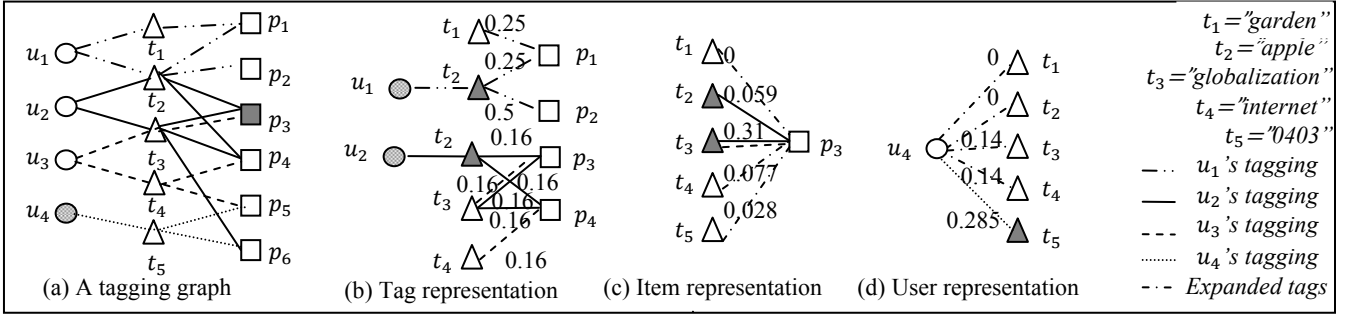 u₁
u₂
u₃
u₄
t₁
t₂
t₃
t₄
t₅
p₁
p₂
p₃
p₄
p₅
p₆
(a) A tagging graph
t₁ 0.25
p₁
0.25
u₁ t₂
0.5 p₂
0.16
u₂ t₂ p₃
0.16 0.16
0.16
t₃ 0.16 p₄
t₄ 0.16
(b) Tag representation
t₁ 0
t₂ 0.059
t₃ 0.31
p₃
t₄ 0.077
t₅ 0.028
(c) Item representation
0 t₁
0 t₂
u₄ 0.14 t₃
0.14 t₄
0.285 t₅
(d) User representation
t₁="garden"
t₂="apple"
t₃="globalization"
t₄="internet"
t₅="0403"
u₁'s tagging
u₂'s tagging
u₃'s tagging
u₄'s tagging
Expanded tags